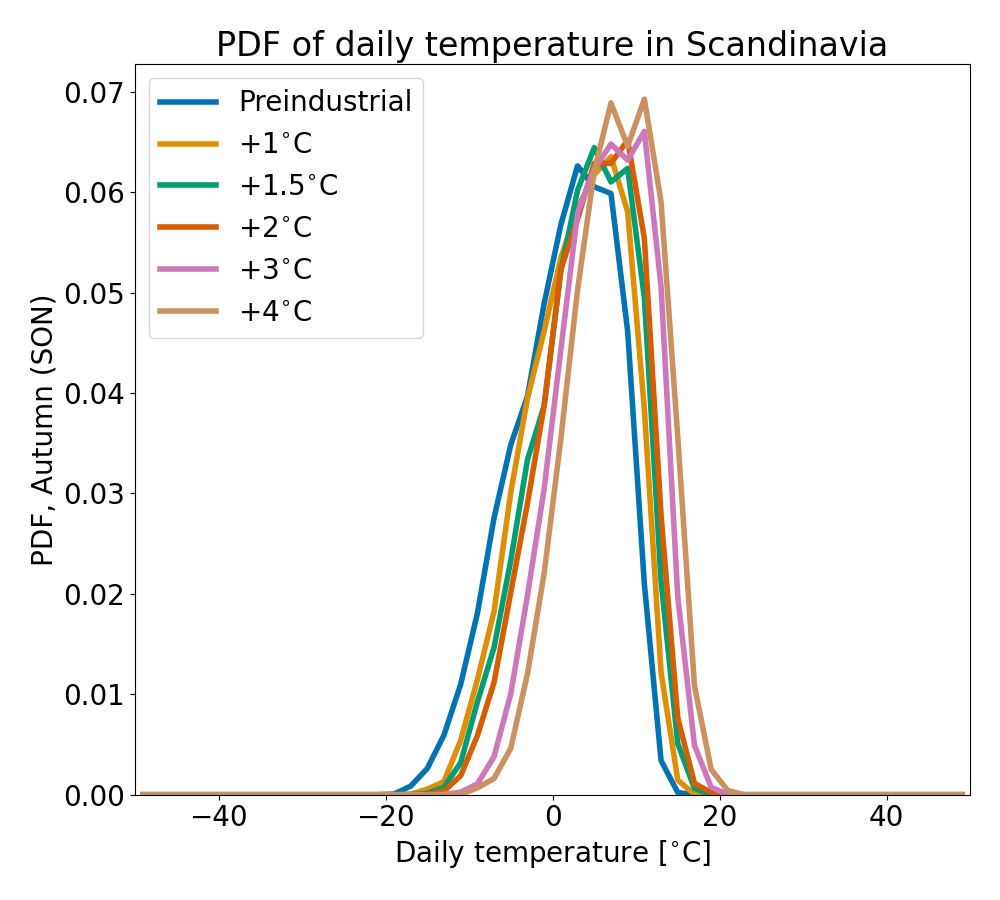 PDF of daily temperature in Scandinavia
Preindustrial
+1°C
+1.5°C
+2°C
+3°C
+4°C
PDF, Autumn (SON)
0.07
0.06
0.05
0.04
0.03
0.02
0.01
0.00
−40
−20
0
20
40
Daily temperature [°C]